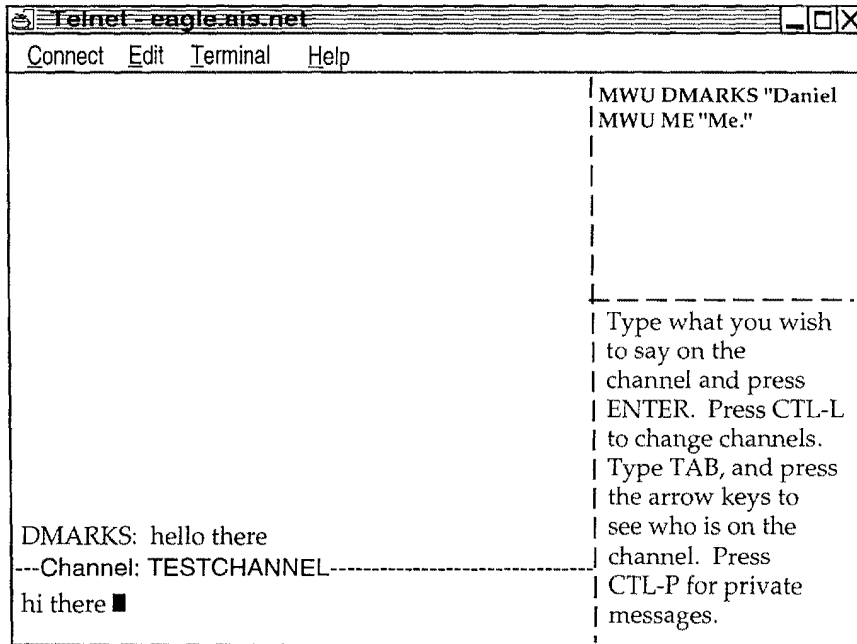 Telnet - eagle.ais.net
Connect Edit Terminal Help
MWU DMARKS "Daniel
MWU ME "Me."
Type what you wish
to say on the
channel and press
ENTER. Press CTL-L
to change channels.
Type TAB, and press
the arrow keys to
see who is on the
channel. Press
CTL-P for private
messages.
DMARKS: hello there
---Channel: TESTCHANNEL---
hi there